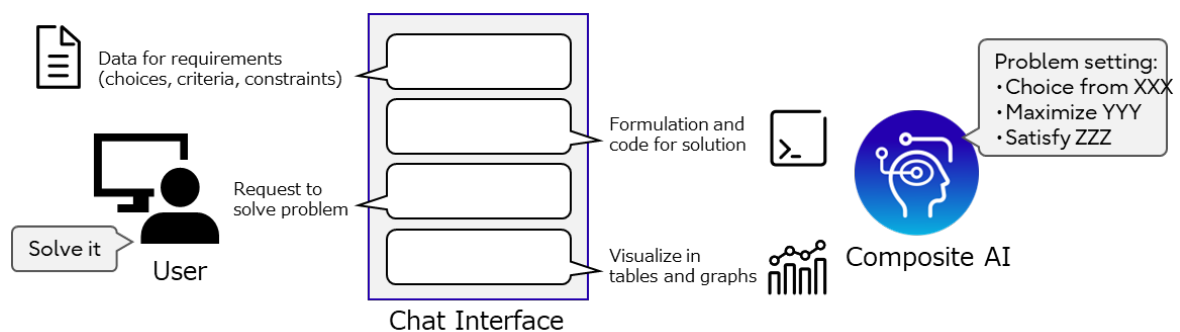 Data for requirements
(choices, criteria, constraints)
Problem setting:
・Choice from XXX
・Maximize YYY
・Satisfy ZZZ
Formulation and
code for solution
>_
Request to
solve problem
Solve it
User
Visualize in
tables and graphs
Composite AI
Chat Interface